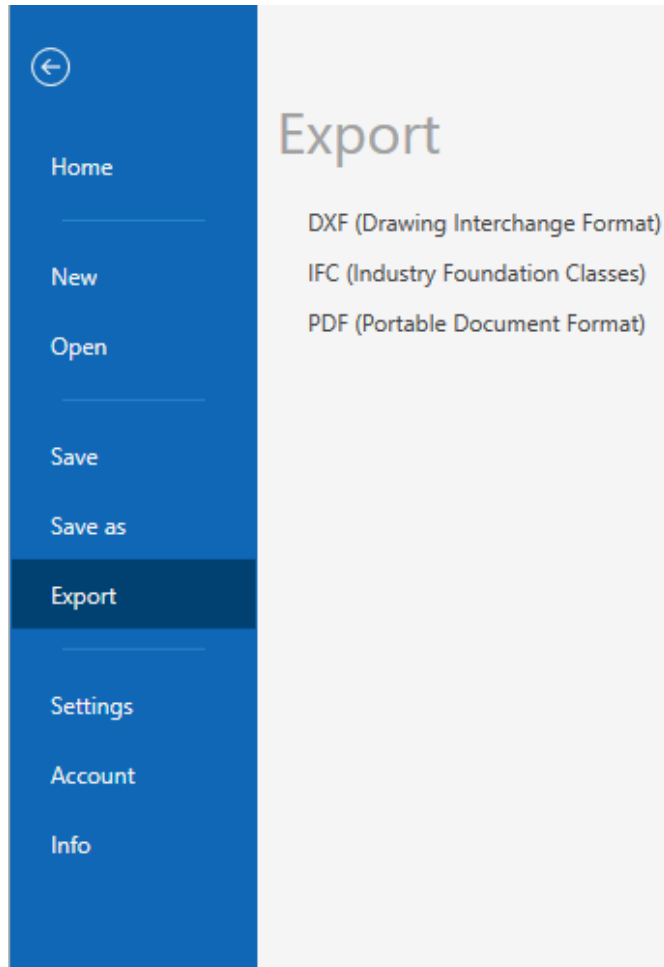 Home
New
Open
Save
Save as
Export
Settings
Account
Info
Export
DXF (Drawing Interchange Format)
IFC (Industry Foundation Classes)
PDF (Portable Document Format)